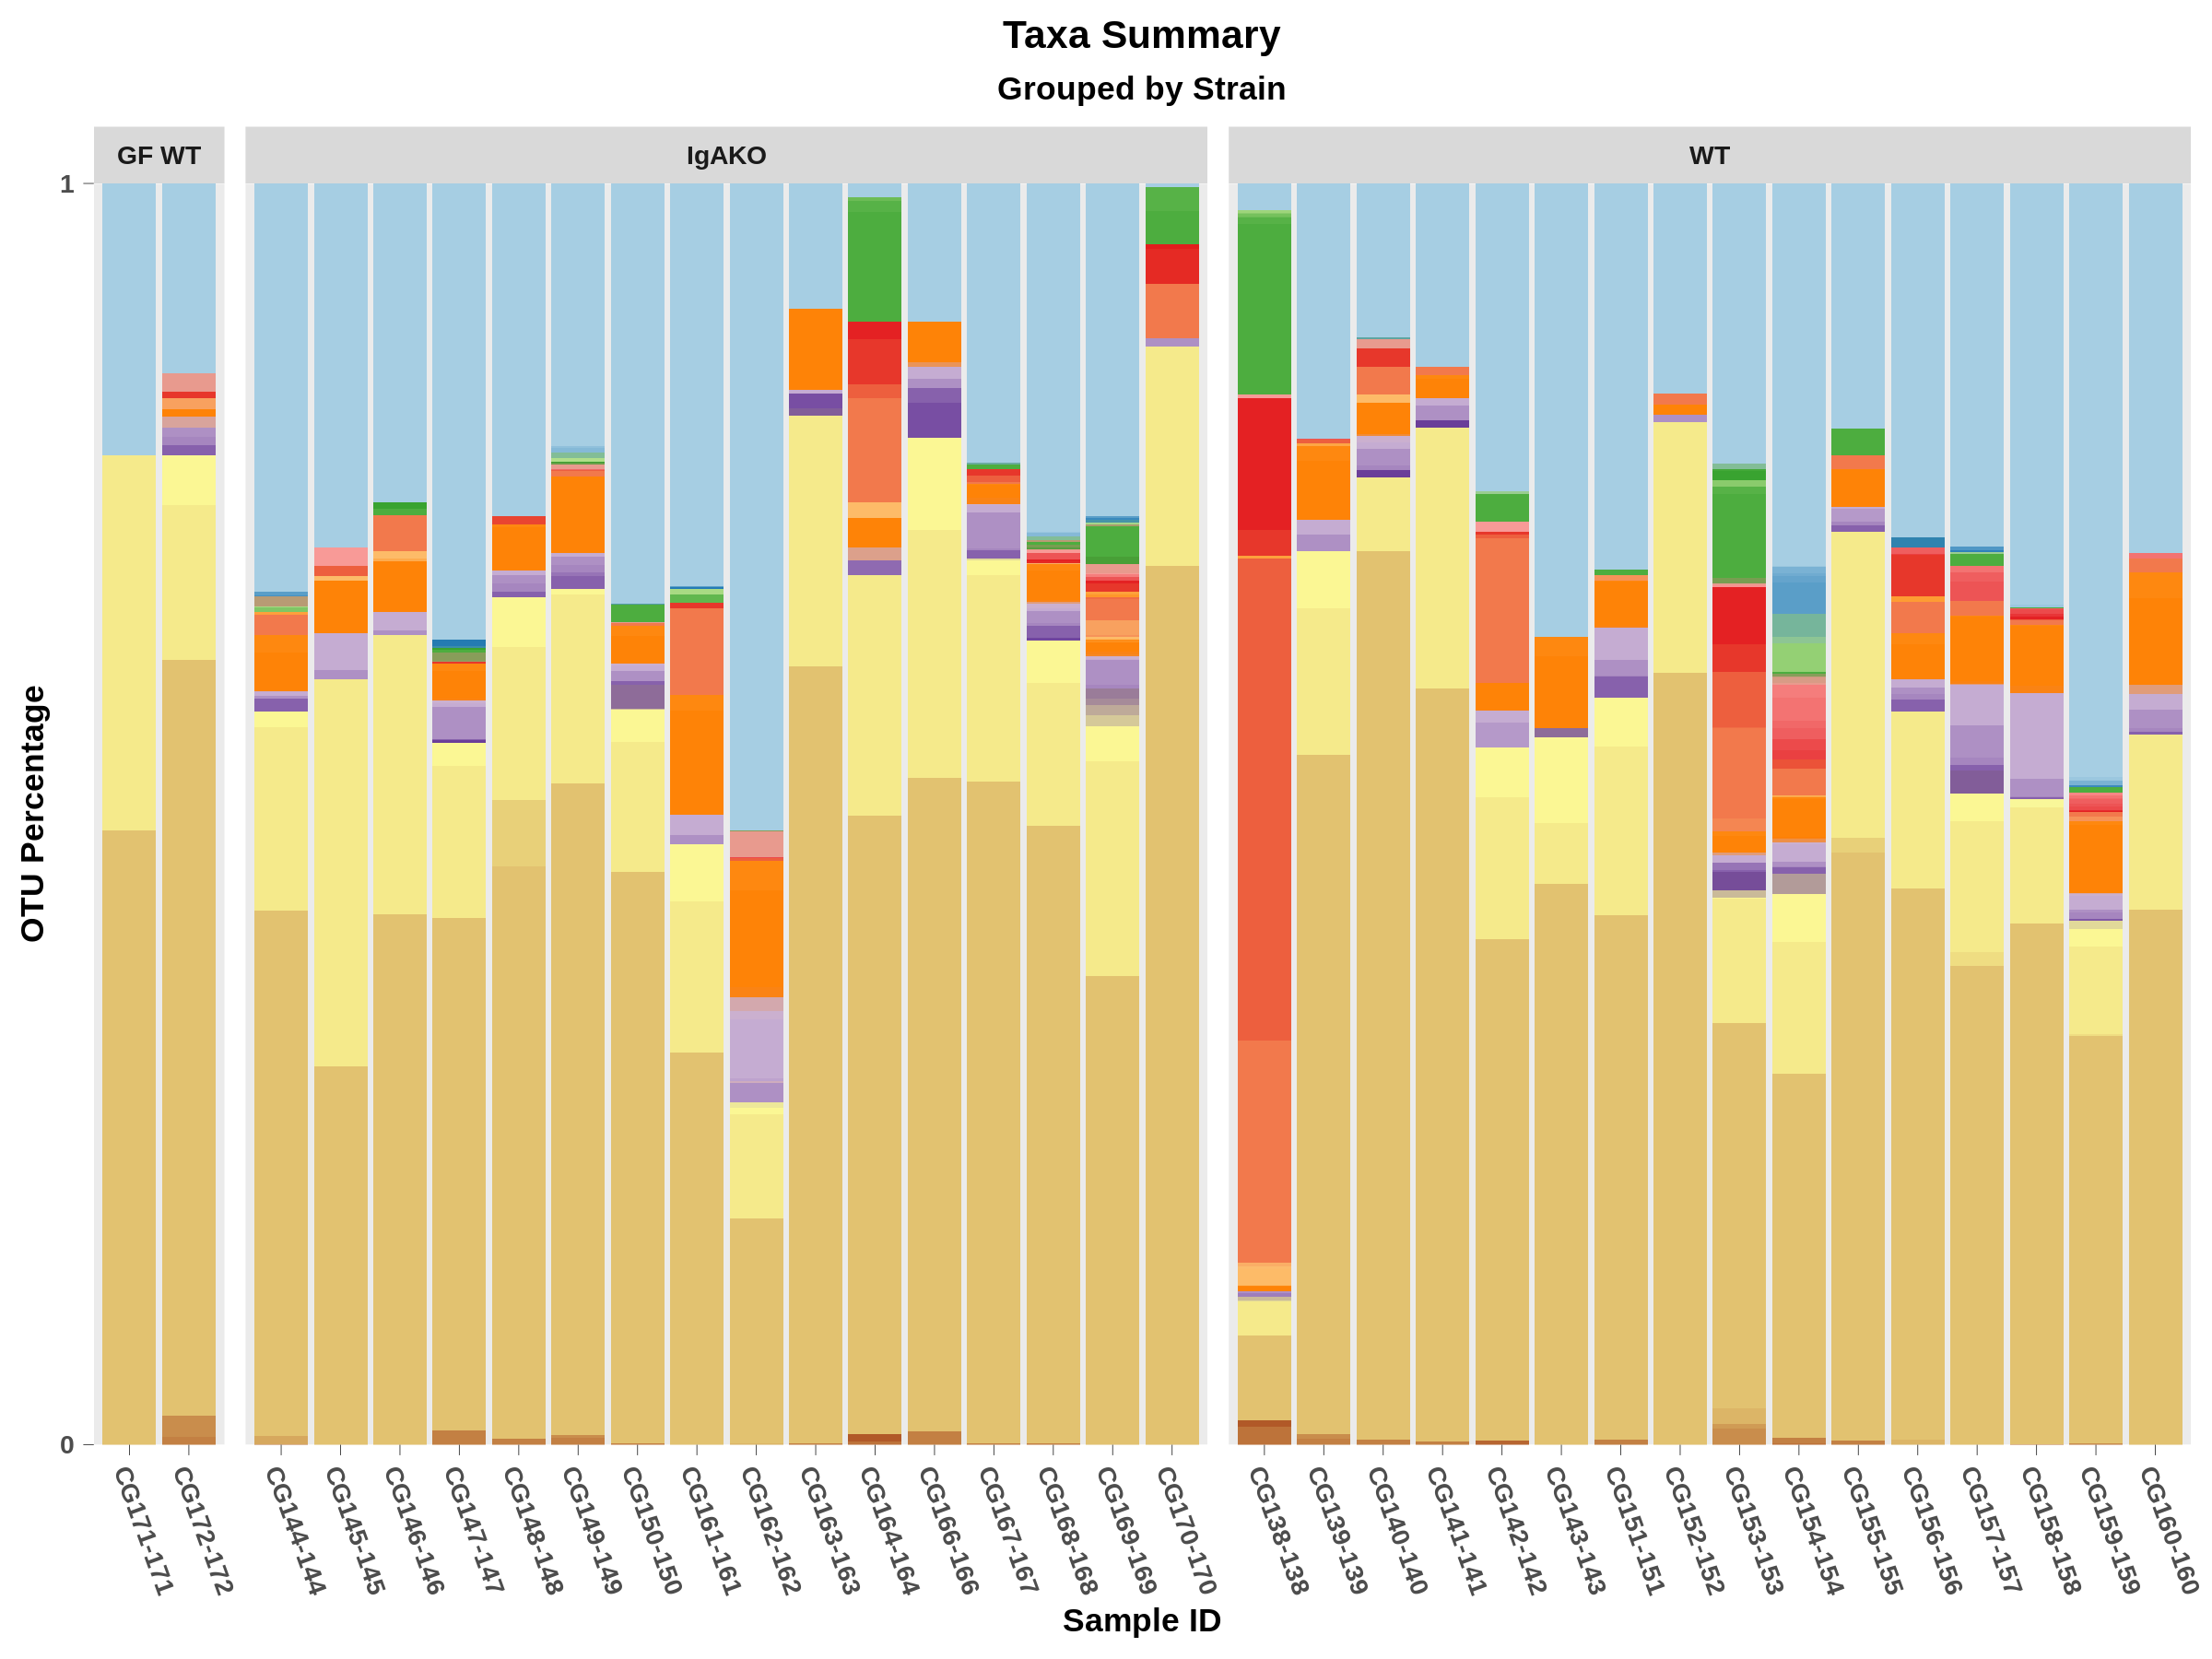 Taxa Summary
Grouped by Strain
GF WT
IgAKO
WT
OTU Percentage
1
0
CG171-171
CG172-172
CG144-144
CG145-145
CG146-146
CG147-147
CG148-148
CG149-149
CG150-150
CG161-161
CG162-162
CG163-163
CG164-164
CG166-166
CG167-167
CG168-168
CG169-169
CG170-170
CG138-138
CG139-139
CG140-140
CG141-141
CG142-142
CG143-143
CG151-151
CG152-152
CG153-153
CG154-154
CG155-155
CG156-156
CG157-157
CG158-158
CG159-159
CG160-160
Sample ID